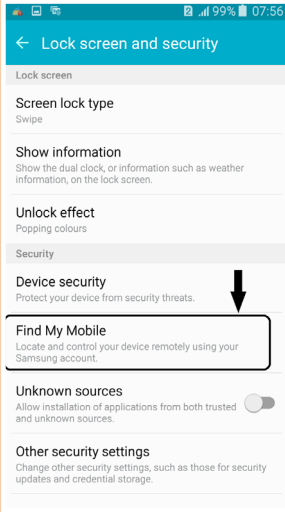 2 99% 07:56
← Lock screen and security
Lock screen
Screen lock type
Swipe
Show information
Show the dual clock, or information such as weather
information, on the lock screen.
Unlock effect
Popping colours
Security
Device security
Protect your device from security threats.
Find My Mobile
Locate and control your device remotely using your
Samsung account.
Unknown sources
Allow installation of applications from both trusted
and unknown sources.
Other security settings
Change other security settings, such as those for security
updates and credential storage.